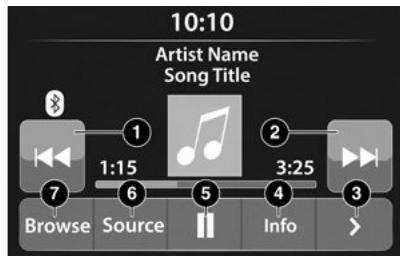 10:10
Artist Name
Song Title
1
2
1:15
3:25
7
6
5
4
3
Browse
Source
Info